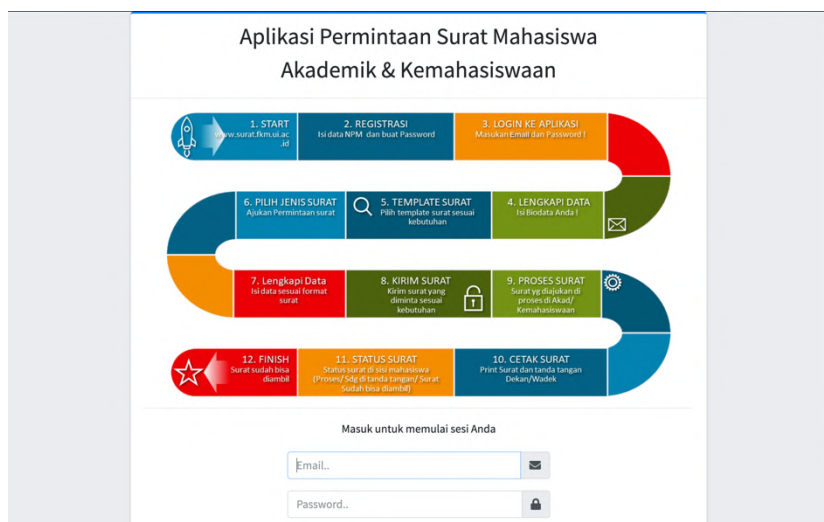 Aplikasi Permintaan Surat Mahasiswa
Akademik & Kemahasiswaan
1. START
www.surat.fkm.ui.ac
.id
2. REGISTRASI
Isi data NPM dan buat Password
3. LOGIN KE APLIKASI
Masukan Email dan Password !
4. LENGKAPI DATA
Isi Biodata Anda !
5. TEMPLATE SURAT
Pilih template surat sesuai
kebutuhan
6. PILIH JENIS SURAT
Ajukan Permintaan surat
7. Lengkapi Data
Isi data sesuai format
surat
8. KIRIM SURAT
Kirim surat yang
diminta sesuai
kebutuhan
9. PROSES SURAT
Surat yg diajukan di
proses di Akad/
Kemahasiswaan
10. CETAK SURAT
Print Surat dan tanda tangan
Dekan/Wadek
11. STATUS SURAT
Status surat di sisi mahasiswa
(Proses/Sdg di tanda tangan/ Surat
Sudah bisa diambil)
12. FINISH
Surat sudah bisa
diambil
Masuk untuk memulai sesi Anda
Email..
Password..